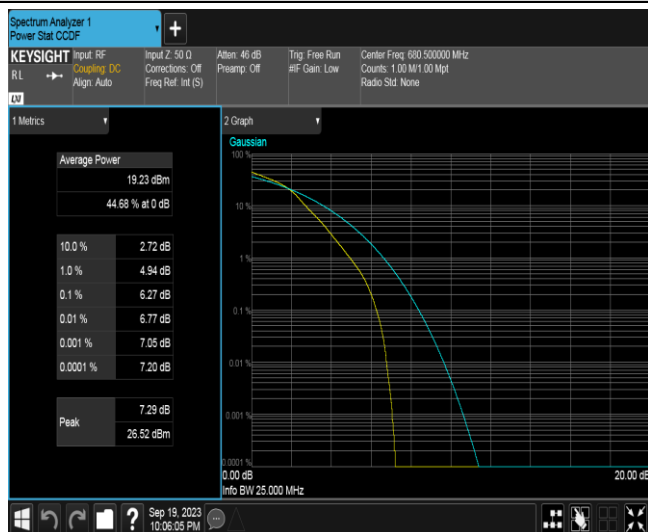 Spectrum Analyzer 1
Power Stat CCDF
+
KEYSIGHT
RL
LXI
Input: RF
Coupling: DC
Align: Auto
Input Z: 50 Ω
Corrections: Off
Freq Ref: Int (S)
Atten: 46 dB
Preamp: Off
Trig: Free Run
#IF Gain: Low
Center Freq: 680.500000 MHz
Counts: 1.00 M/1.00 Mpt
Radio Std: None
1 Metrics
Average Power
19.23 dBm
44.68 % at 0 dB
10.0 % 2.72 dB
1.0 % 4.94 dB
0.1 % 6.27 dB
0.01 % 6.77 dB
0.001 % 7.05 dB
0.0001 % 7.20 dB
Peak 7.29 dB
26.52 dBm
2 Graph
Gaussian
100 %
10 %
1 %
0.1 %
0.01 %
0.001 %
0.0001 %
0.00 dB 20.00 dB
Info BW 25.000 MHz
?
Sep 19, 2023
10:06:05 PM